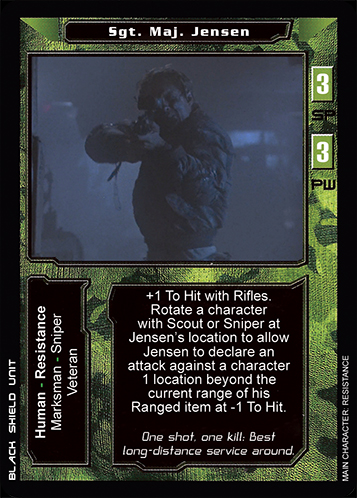 Sgt. Maj. Jensen
3
SP
3
PW
Human - Resistance
Marksman - Sniper
Veteran
+1 To Hit with Rifles.
Rotate a character
with Scout or Sniper at
Jensen's location to allow
Jensen to declare an
attack against a character
1 location beyond the
current range of his
Ranged item at -1 To Hit.
One shot, one kill: Best
long-distance service around.
BLACK SHIELD UNIT
MAIN CHARACTER: RESISTANCE